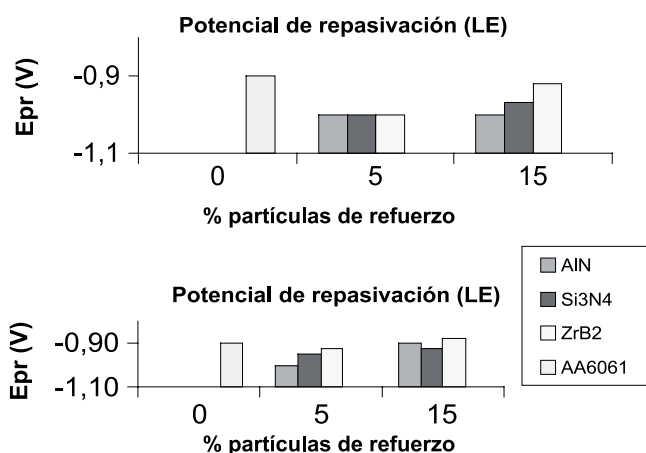 Potencial de repasivación (LE)
Epr (V)
-0,9
-1,1
0 5 15
% partículas de refuerzo
Potencial de repasivación (LE)
Epr (V)
-0,90
-1,10
0 5 15
% partículas de refuerzo
AlN
Si3N4
ZrB2
AA6061